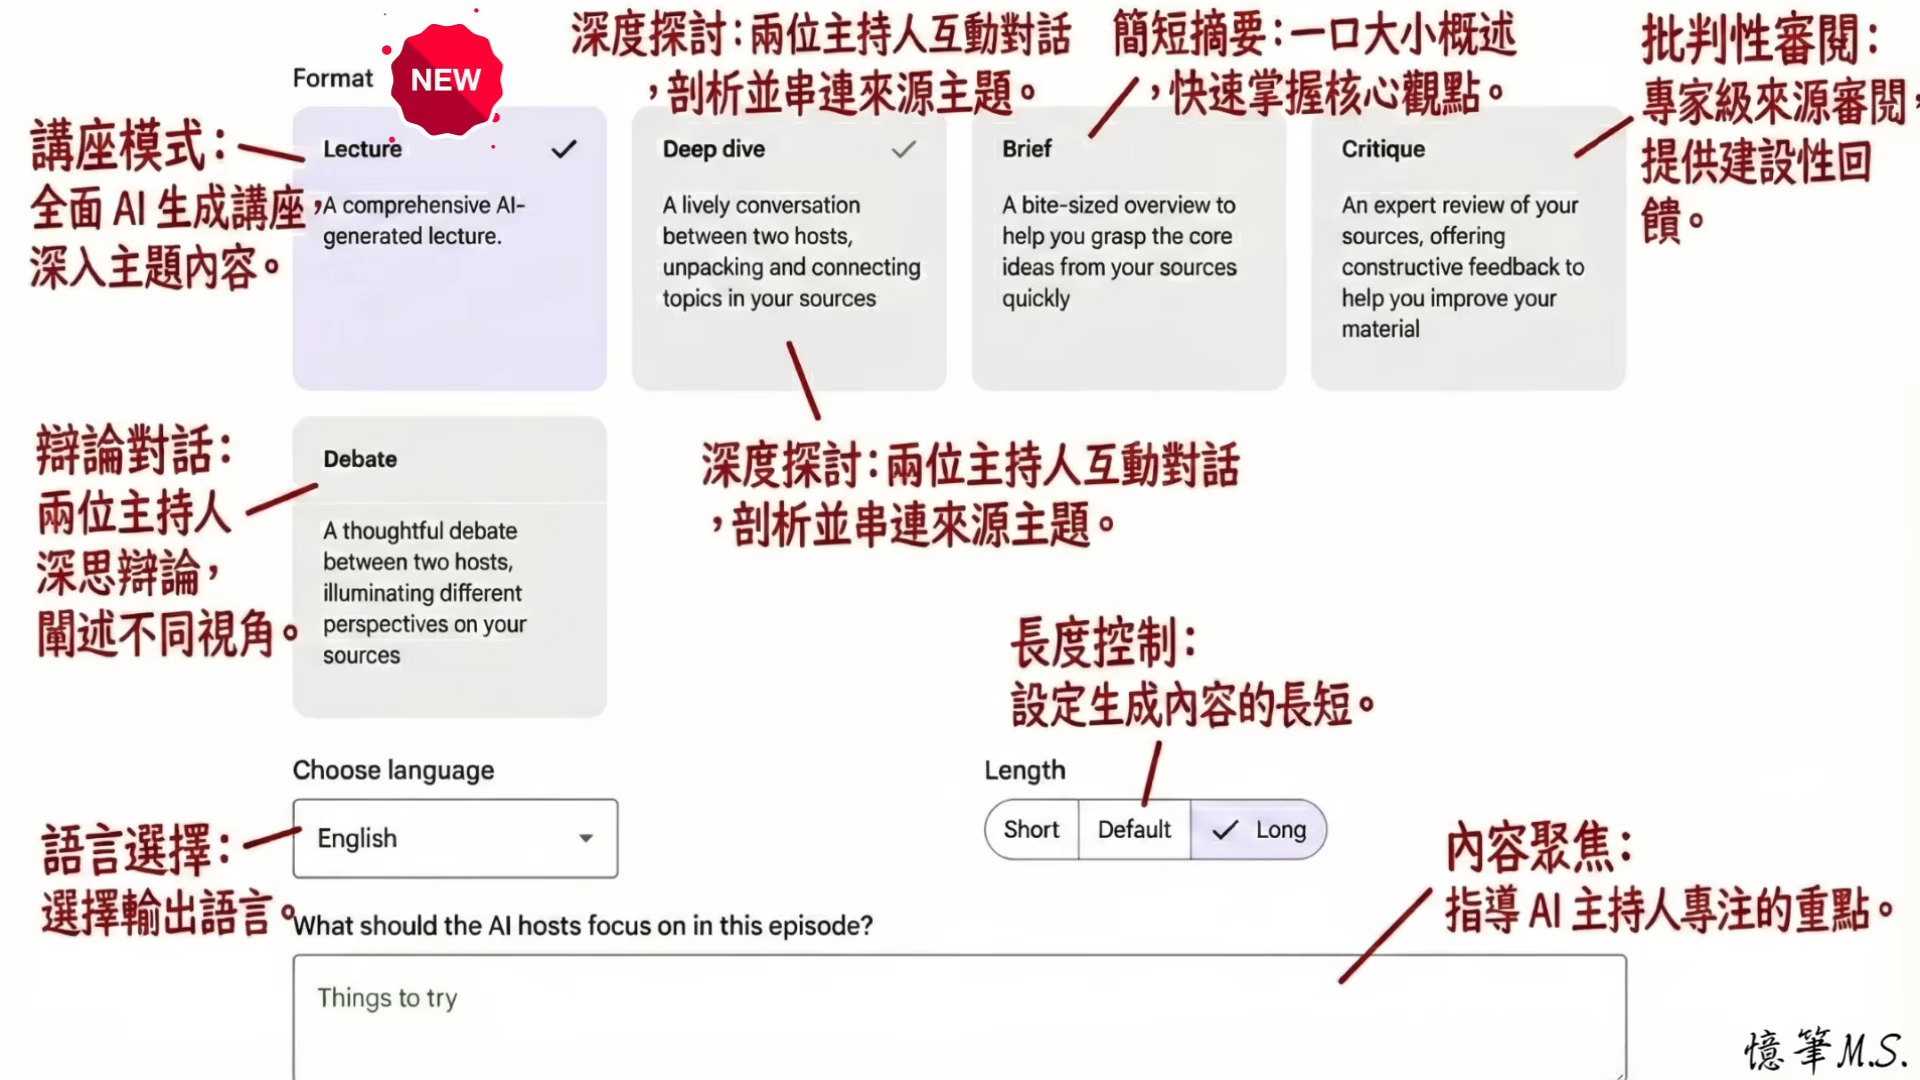 Format
NEW
深度探討：兩位主持人互動對話
，剖析並串連來源主題。
簡短摘要：一口大小概述
，快速掌握核心觀點。
批判性審閱：
專家級來源審閱，
提供建設性回
饋。
講座模式：
全面 AI 生成講座，
深入主題內容。
Lecture
A comprehensive AI-
generated lecture.
Deep dive
A lively conversation
between two hosts,
unpacking and connecting
topics in your sources
Brief
A bite-sized overview to
help you grasp the core
ideas from your sources
quickly
Critique
An expert review of your
sources, offering
constructive feedback to
help you improve your
material
辯論對話：
兩位主持人
深思辯論，
闡述不同視角。
Debate
A thoughtful debate
between two hosts,
illuminating different
perspectives on your
sources
深度探討：兩位主持人互動對話
，剖析並串連來源主題。
長度控制：
設定生成內容的長短。
Choose language
English
語言選擇：
選擇輸出語言。
Length
Short
Default
Long
內容聚焦：
指導 AI 主持人專注的重點。
What should the AI hosts focus on in this episode?
Things to try
憶筆 M.S.